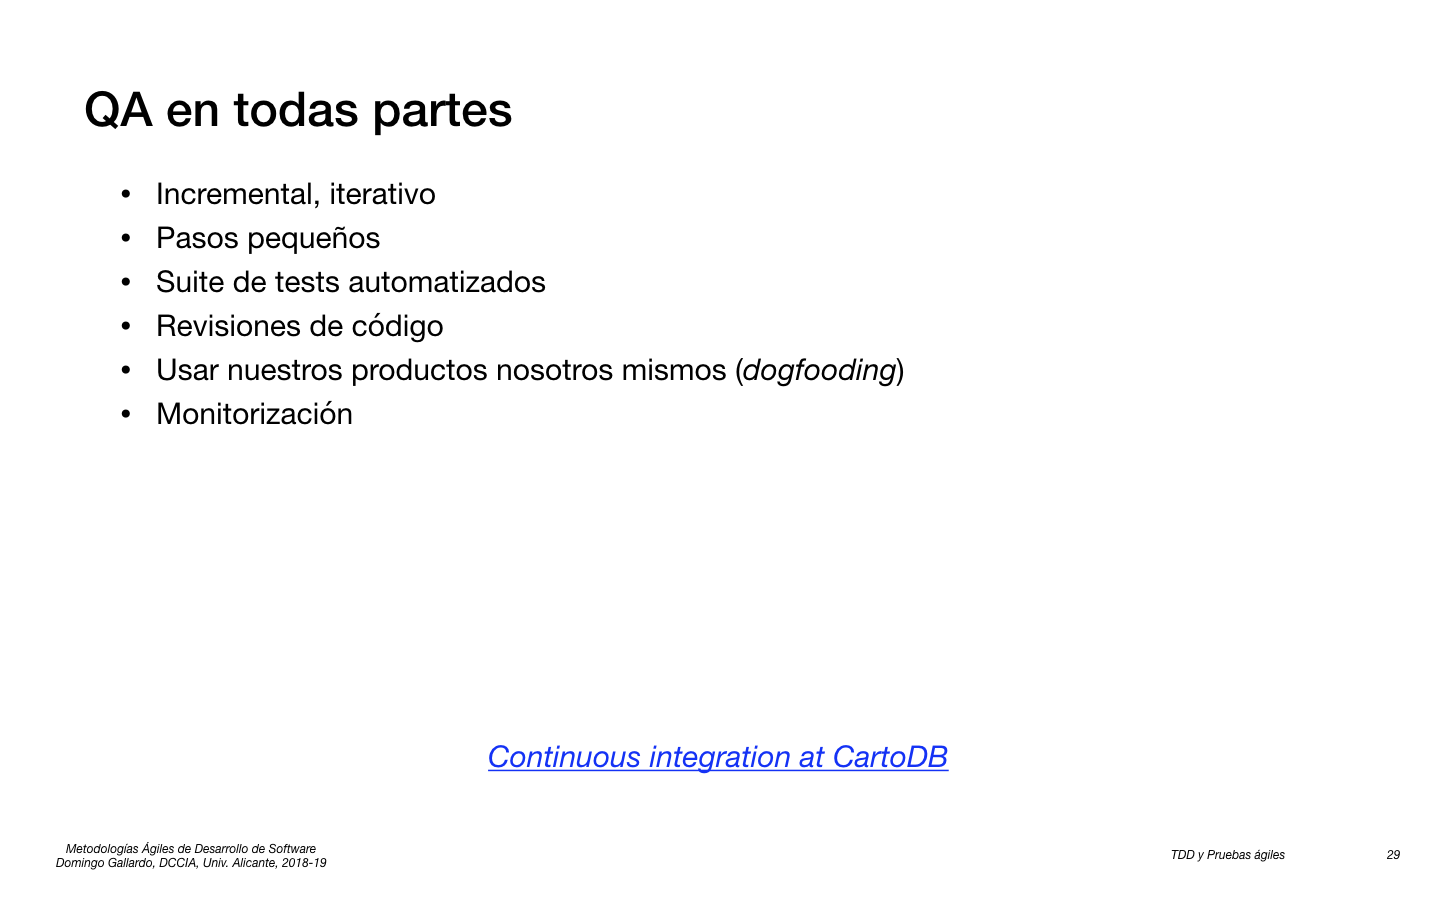 QA en todas partes
• Incremental, iterativo
• Pasos pequeños
• Suite de tests automatizados
• Revisiones de código
• Usar nuestros productos nosotros mismos (dogfooding)
• Monitorización
Continuous integration at CartoDB
Metodologías Ágiles de Desarrollo de Software
Domingo Gallardo, DCCIA, Univ. Alicante, 2018-19
TDD y Pruebas ágiles
29